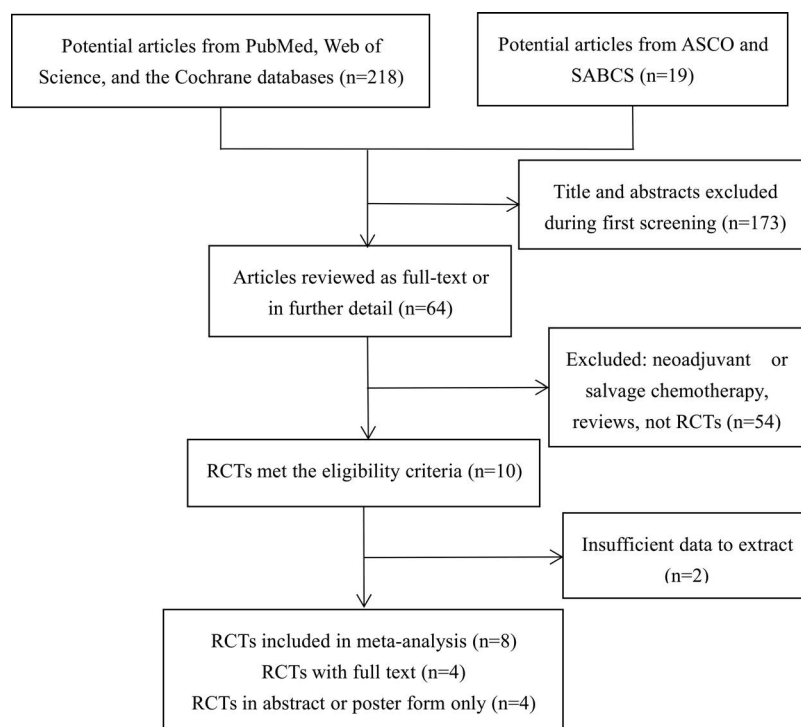 Potential articles from PubMed, Web of
Science, and the Cochrane databases (n=218)
Potential articles from ASCO and
SABCS (n=19)
Title and abstracts excluded
during first screening (n=173)
Articles reviewed as full-text or
in further detail (n=64)
Excluded: neoadjuvant or
salvage chemotherapy,
reviews, not RCTs (n=54)
RCTs met the eligibility criteria (n=10)
Insufficient data to extract
(n=2)
RCTs included in meta-analysis (n=8)
RCTs with full text (n=4)
RCTs in abstract or poster form only (n=4)